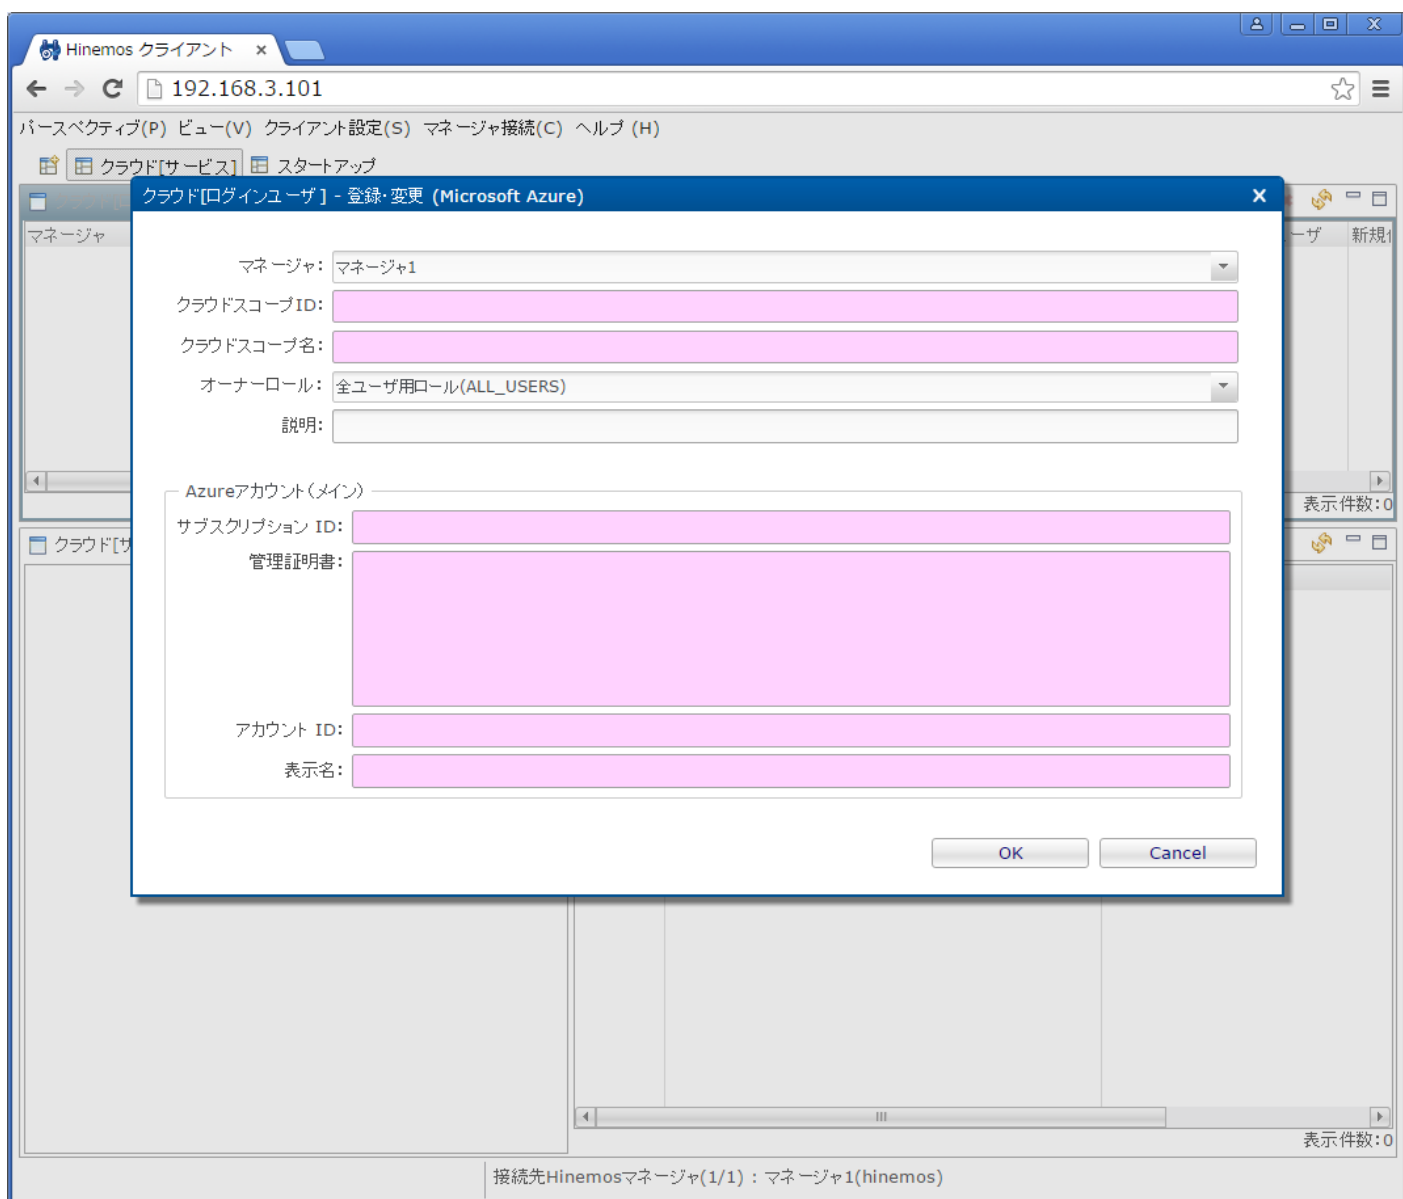 Hinemos クライアント
192.168.3.101
パースペクティブ(P) ビュー(V) クライアント設定(S) マネージャ接続(C) ヘルプ (H)
クラウド[サービス] スタートアップ
クラウド[ログインユーザ] - 登録・変更 (Microsoft Azure)
マネージャ
ーザ 新規
マネージャ: マネージャ1
クラウドスコープID:
クラウドスコープ名:
オーナーロール: 全ユーザ用ロール(ALL_USERS)
説明:
表示件数:0
Azureアカウント(メイン)
サブスクリプション ID:
クラウド[サ
管理証明書:
アカウント ID:
表示名:
OK Cancel
表示件数:0
接続先Hinemosマネージャ(1/1) : マネージャ1(hinemos)